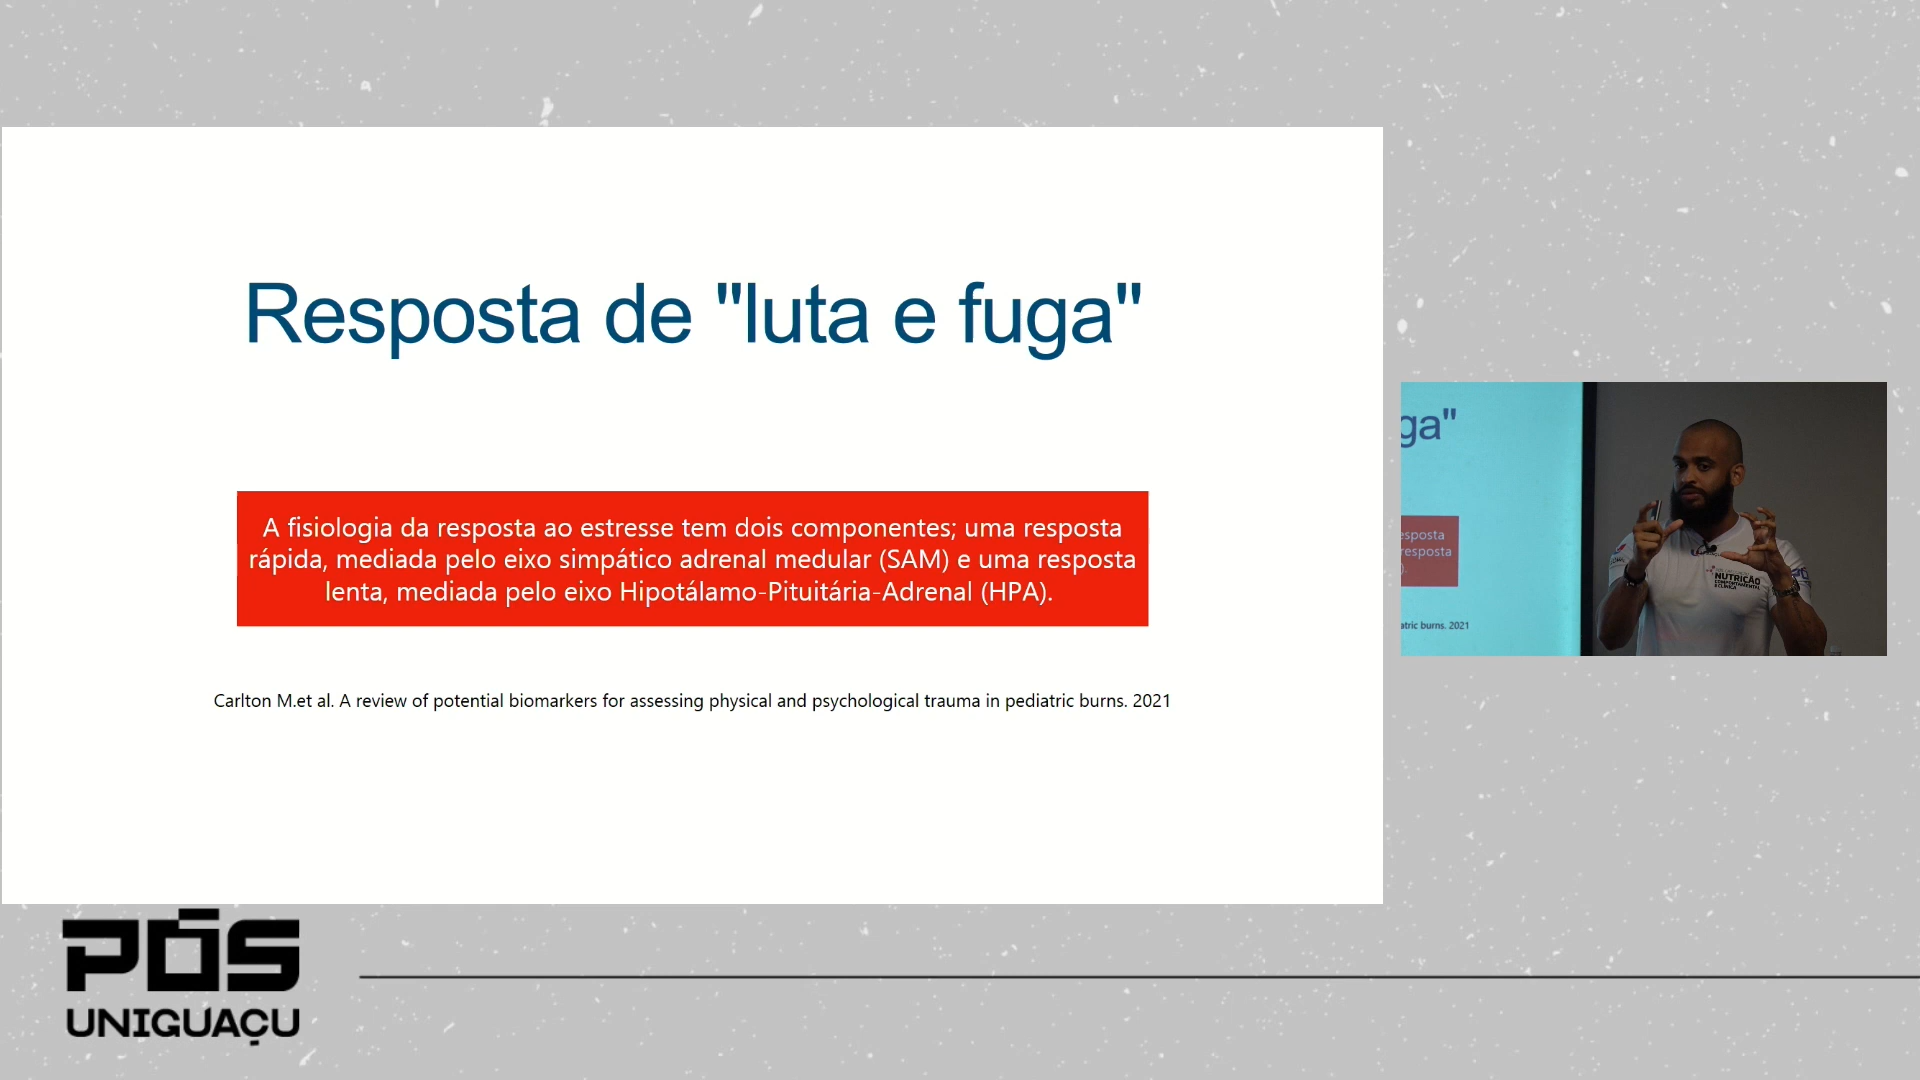 Resposta de "luta e fuga"
A fisiologia da resposta ao estresse tem dois componentes; uma resposta
rápida, mediada pelo eixo simpático adrenal medular (SAM) e uma resposta
lenta, mediada pelo eixo Hipotálamo-Pituitária-Adrenal (HPA).
Carlton M.et al. A review of potential biomarkers for assessing physical and psychological trauma in pediatric burns. 2021
ga"
esposta
resposta
).
atric burns. 2021
NUTRIÇÃO
COMPORTAMENTAL
E CLÍNICA
PÓS
UNIGUAÇU